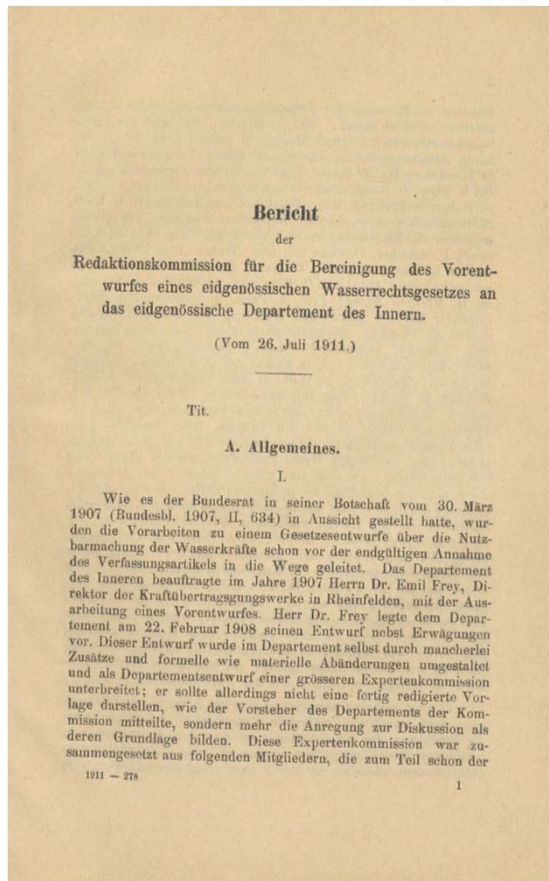 Bericht
der
Redaktionskommission für die Bereinigung des Vorent-
wurfes eines eidgenössischen Wasserrechtsgesetzes an
das eidgenössische Departement des Innern.
(Vom 26. Juli 1911.)
Tit.
A. Allgemeines.
I.
Wie es der Bundesrat in seiner Botschaft vom 30. März
1907 (Bundesbl. 1907, II, 634) in Aussicht gestellt hatte, wur-
den die Vorarbeiten zu einem Gesetzesentwurfe über die Nutz-
barmachung der Wasserkräfte schon vor der endgültigen Annahme
des Verfassungsartikels in die Wege geleitet. Das Departement
des Inneren beauftragte im Jahre 1907 Herrn Dr. Emil Frey, Di-
rektor der Kraftübertragsgungswerke in Rheinfelden, mit der Aus-
arbeitung eines Vorentwurfes. Herr Dr. Frey legte dem Depar-
tement am 22. Februar 1908 seinen Entwurf nebst Erwägungen
vor. Dieser Entwurf wurde im Departement selbst durch mancherlei
Zusätze und formelle wie materielle Abänderungen umgestaltet
und als Departementsentwurf einer grösseren Expertenkommission
unterbreitet; er sollte allerdings nicht eine fertig redigierte Vor-
lage darstellen, wie der Vorsteher des Departements der Kom-
mission mitteilte, sondern mehr die Anregung zur Diskussion als
deren Grundlage bilden. Diese Expertenkommission war zu-
sammengesetzt aus folgenden Mitgliedern, die zum Teil schon der
1911 — 278
1